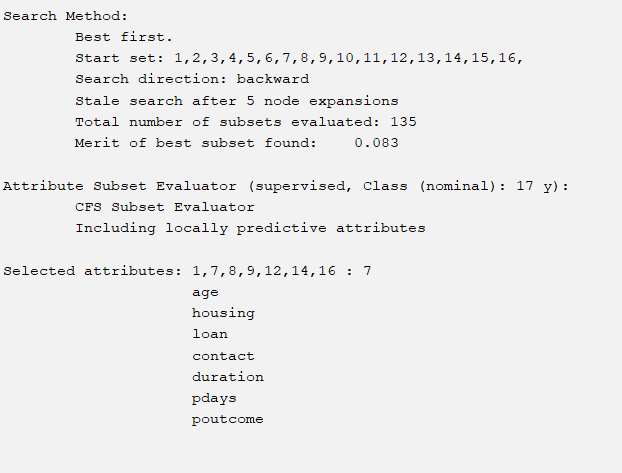 Search Method:
Best first.
Start set: 1,2,3,4,5,6,7,8,9,10,11,12,13,14,15,16,
Search direction: backward
Stale search after 5 node expansions
Total number of subsets evaluated: 135
Merit of best subset found:    0.083
Attribute Subset Evaluator (supervised, Class (nominal): 17 y):
CFS Subset Evaluator
Including locally predictive attributes
Selected attributes: 1,7,8,9,12,14,16 : 7
age
housing
loan
contact
duration
pdays
poutcome